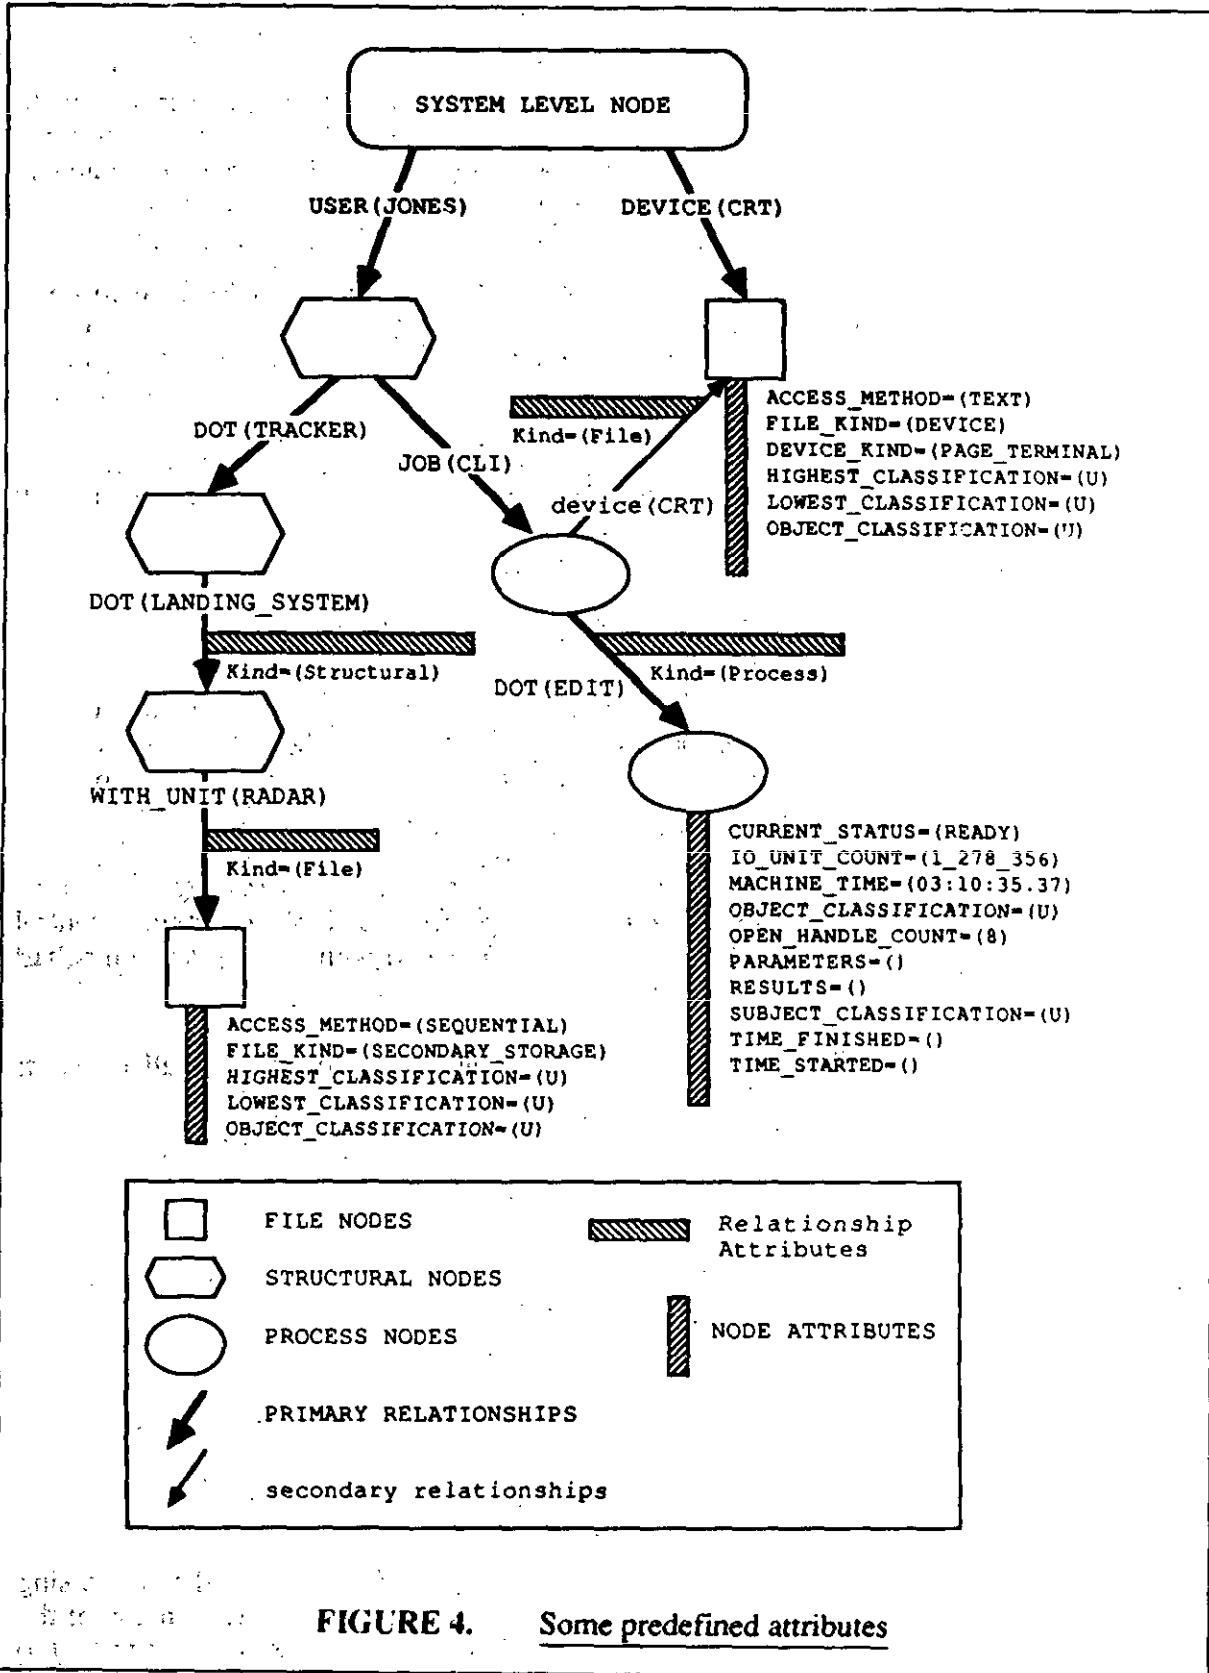 SYSTEM LEVEL NODE
USER(JONES)
DEVICE(CRT)
ACCESS_METHOD=(TEXT)
FILE_KIND=(DEVICE)
DEVICE_KIND=(PAGE_TERMINAL)
HIGHEST_CLASSIFICATION=(U)
LOWEST_CLASSIFICATION=(U)
OBJECT_CLASSIFICATION=(U)
Kind=(File)
DOT(TRACKER)
JOB(CLI)
device(CRT)
DOT(LANDING_SYSTEM)
Kind=(Structural)
Kind=(Process)
DOT(EDIT)
WITH_UNIT(RADAR)
Kind=(File)
CURRENT_STATUS=(READY)
IO_UNIT_COUNT=(1_278_356)
MACHINE_TIME=(03:10:35.37)
OBJECT_CLASSIFICATION=(U)
OPEN_HANDLE_COUNT=(8)
PARAMETERS=()
RESULTS=()
SUBJECT_CLASSIFICATION=(U)
TIME_FINISHED=()
TIME_STARTED=()
ACCESS_METHOD=(SEQUENTIAL)
FILE_KIND=(SECONDARY_STORAGE)
HIGHEST_CLASSIFICATION=(U)
LOWEST_CLASSIFICATION=(U)
OBJECT_CLASSIFICATION=(U)
FILE NODES
Relationship
Attributes
STRUCTURAL NODES
PROCESS NODES
NODE ATTRIBUTES
PRIMARY RELATIONSHIPS
secondary relationships
FIGURE 4. Some predefined attributes